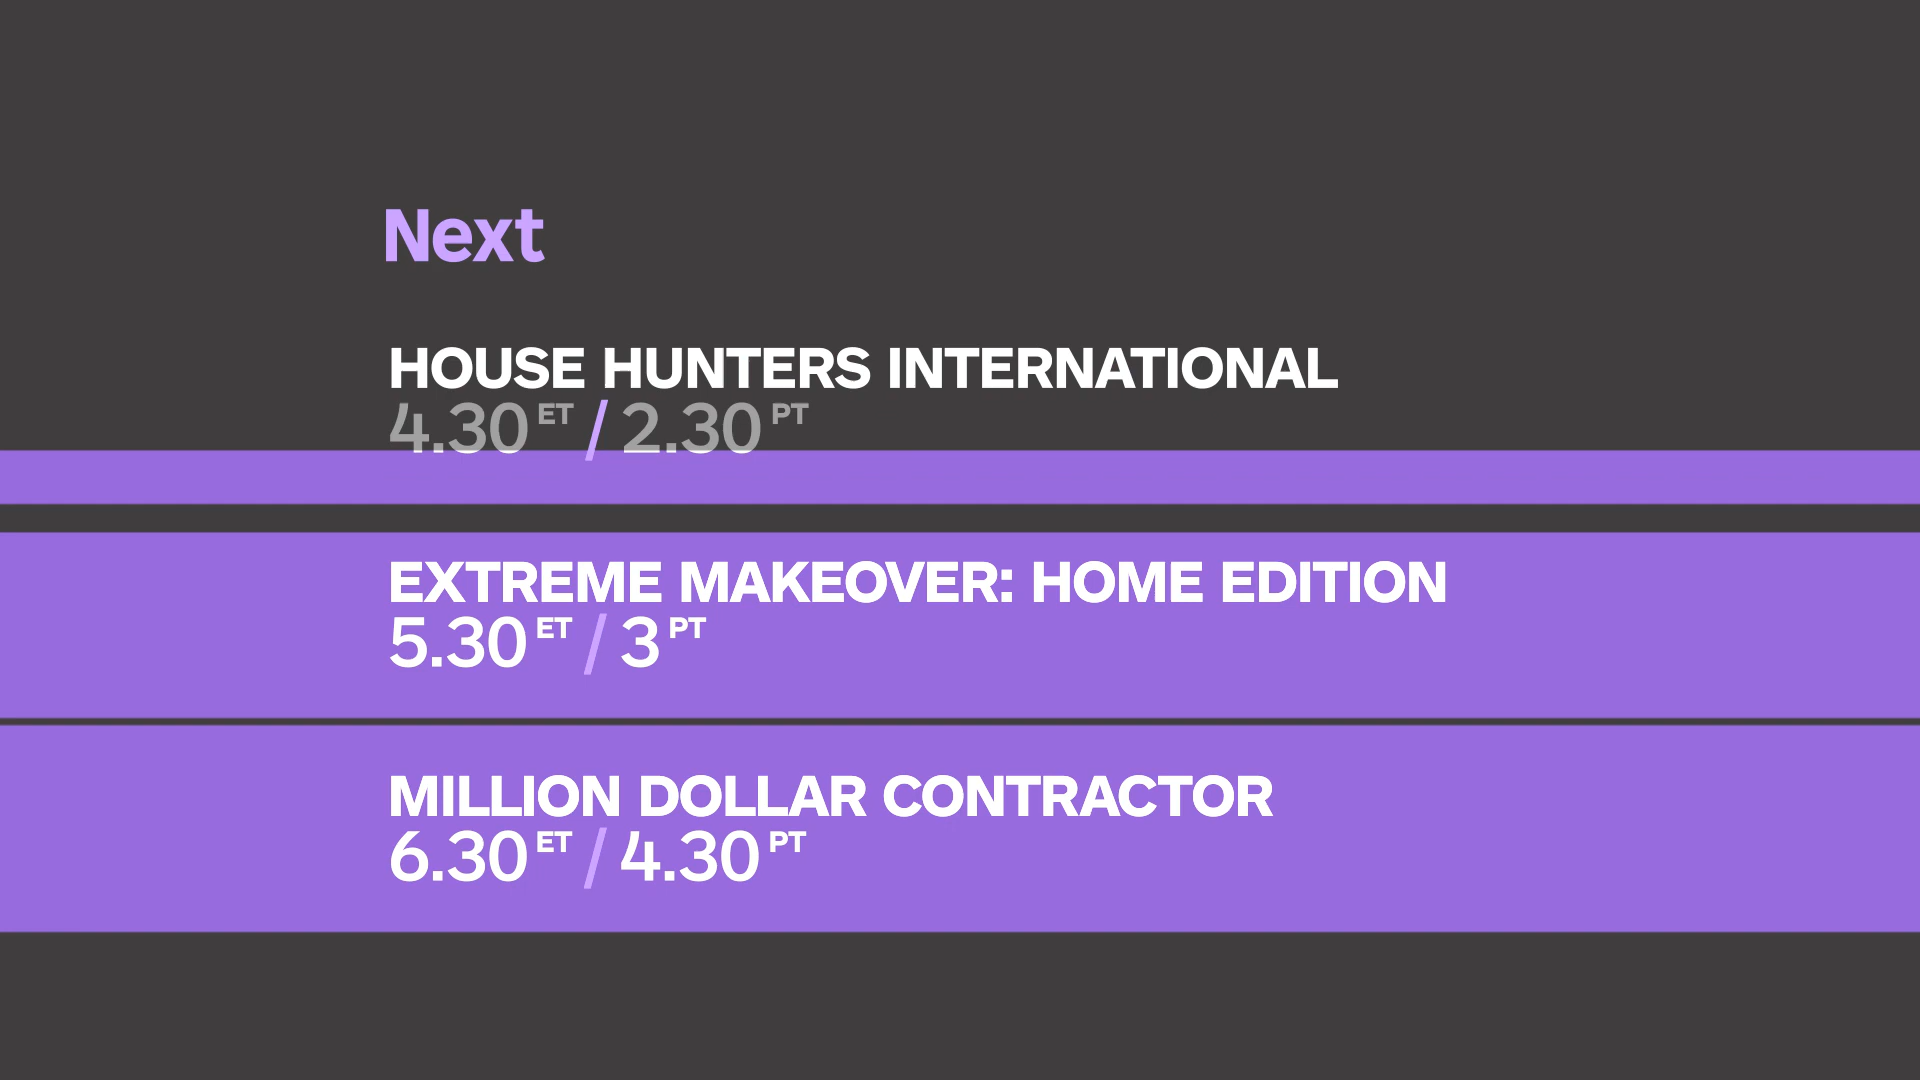 Next
HOUSE HUNTERS INTERNATIONAL
4.30 ET / 2.30 PT
EXTREME MAKEOVER: HOME EDITION
5.30 ET / 3 PT
MILLION DOLLAR CONTRACTOR
6.30 ET / 4.30 PT